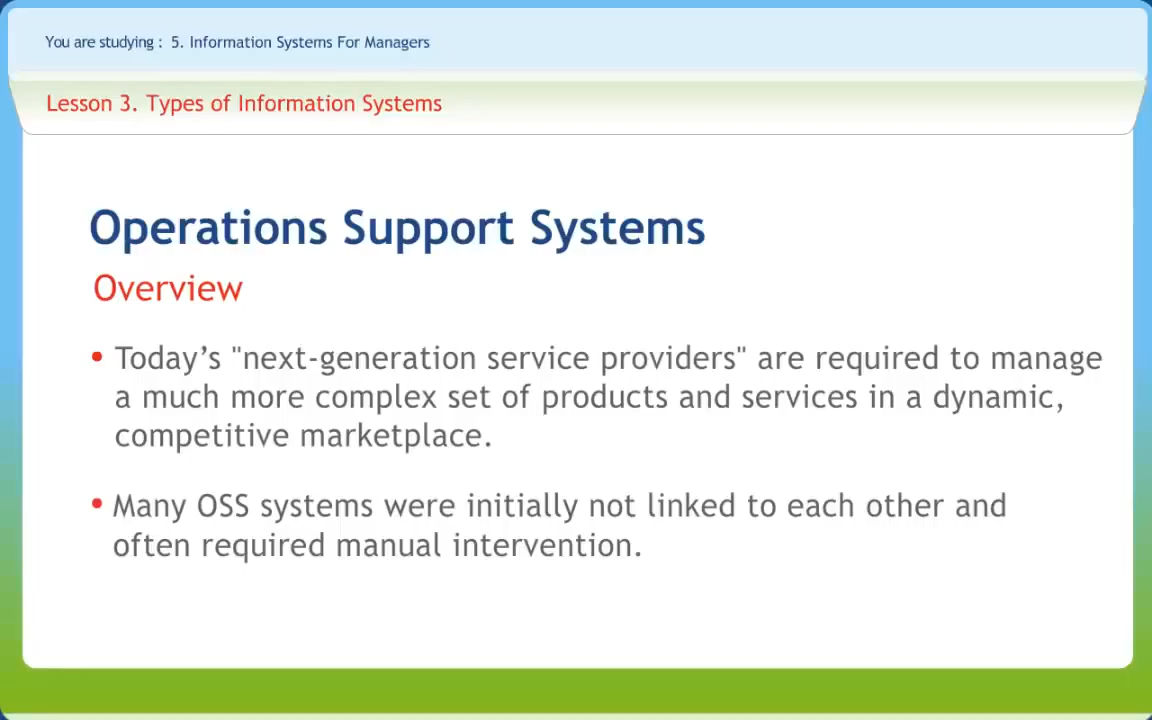 You are studying : 5. Information Systems For Managers
Lesson 3. Types of Information Systems
Operations Support Systems
Overview
• Today’s "next-generation service providers" are required to manage
a much more complex set of products and services in a dynamic,
competitive marketplace.
• Many OSS systems were initially not linked to each other and
often required manual intervention.